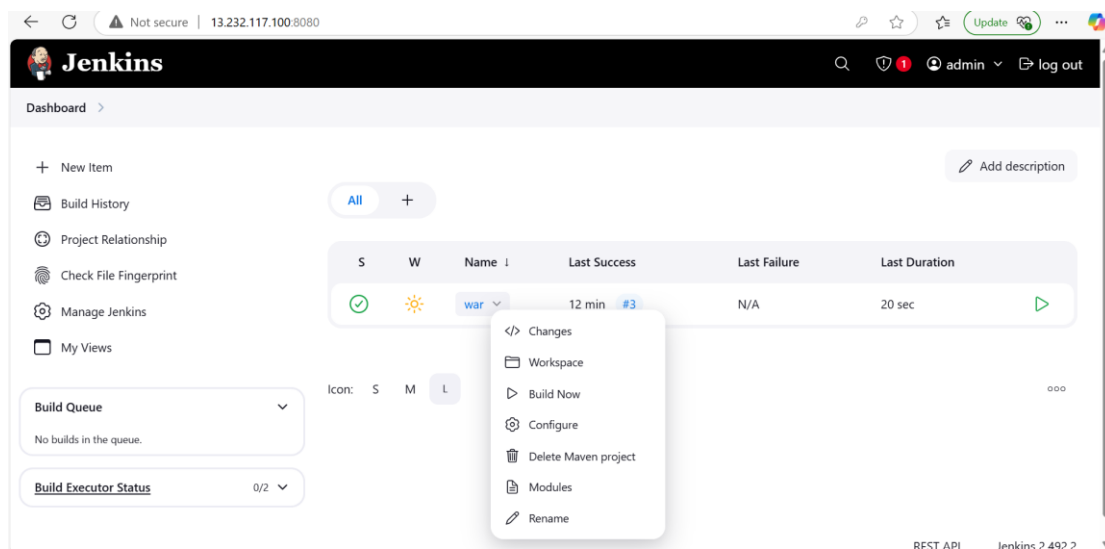 Not secure | 13.232.117.100:8080 Update
Jenkins 1 admin log out
Dashboard >
+ New Item
Build History
Project Relationship
Check File Fingerprint
Manage Jenkins
My Views
Build Queue
No builds in the queue.
Build Executor Status 0/2
Add description
All +
S W Name ↓ Last Success Last Failure Last Duration
war 12 min #3 N/A 20 sec
</> Changes
Workspace
Build Now
Configure
Delete Maven project
Modules
Rename
Icon: S M L
REST API Jenkins 2.492.2